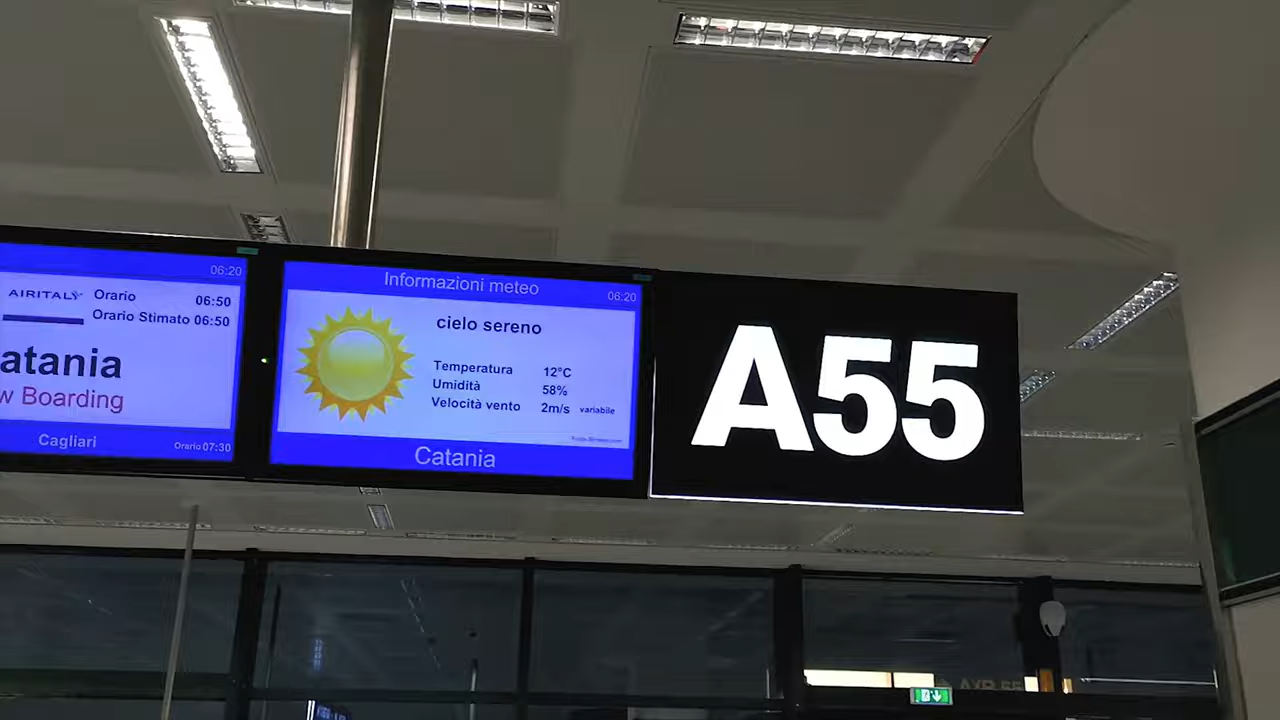 06:20
AIRITALY
Orario 06:50
Orario Stimato 06:50
atania
w Boarding
Cagliari
Orario 07:30
Informazioni meteo
06:20
cielo sereno
Temperatura 12°C
Umidità 58%
Velocità vento 2m/s variabile
Catania
A55